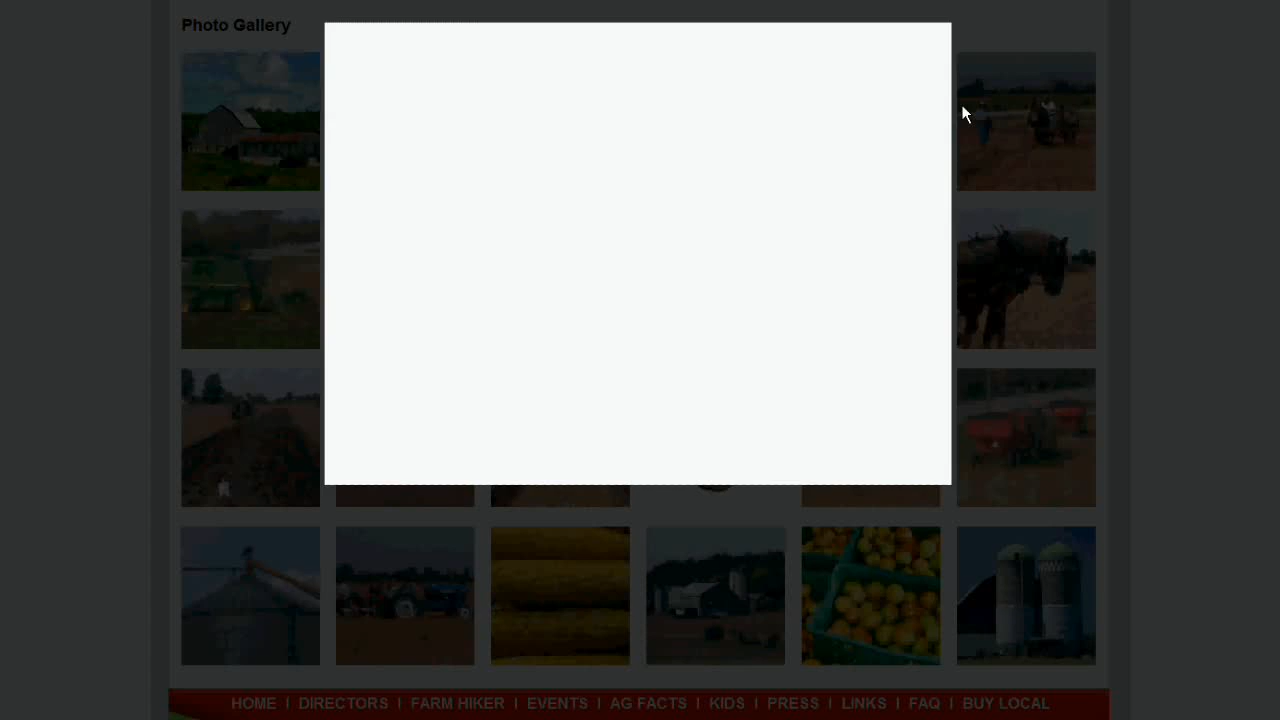 Photo Gallery
HOME | DIRECTORS | FARM HIKER | EVENTS | AG FACTS | KIDS | PRESS | LINKS | FAQ | BUY LOCAL